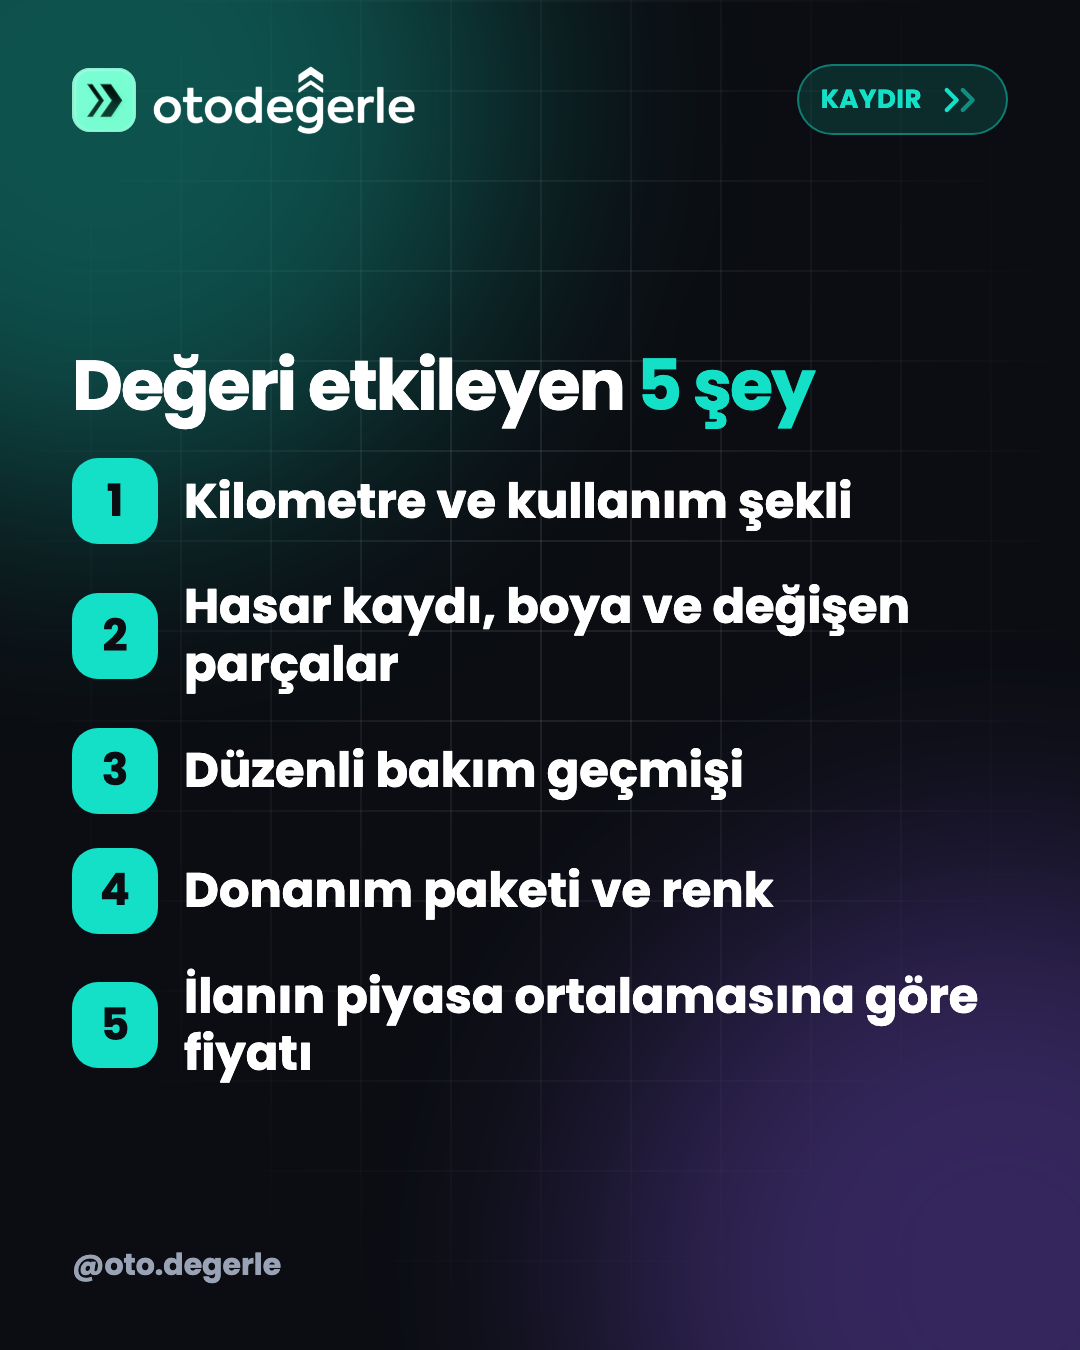 otodeğerle
KAYDIR
Değeri etkileyen 5 şey
1
Kilometre ve kullanım şekli
2
Hasar kaydı, boya ve değişen
parçalar
3
Düzenli bakım geçmişi
4
Donanım paketi ve renk
5
İlanın piyasa ortalamasına göre
fiyatı
@oto.degerle